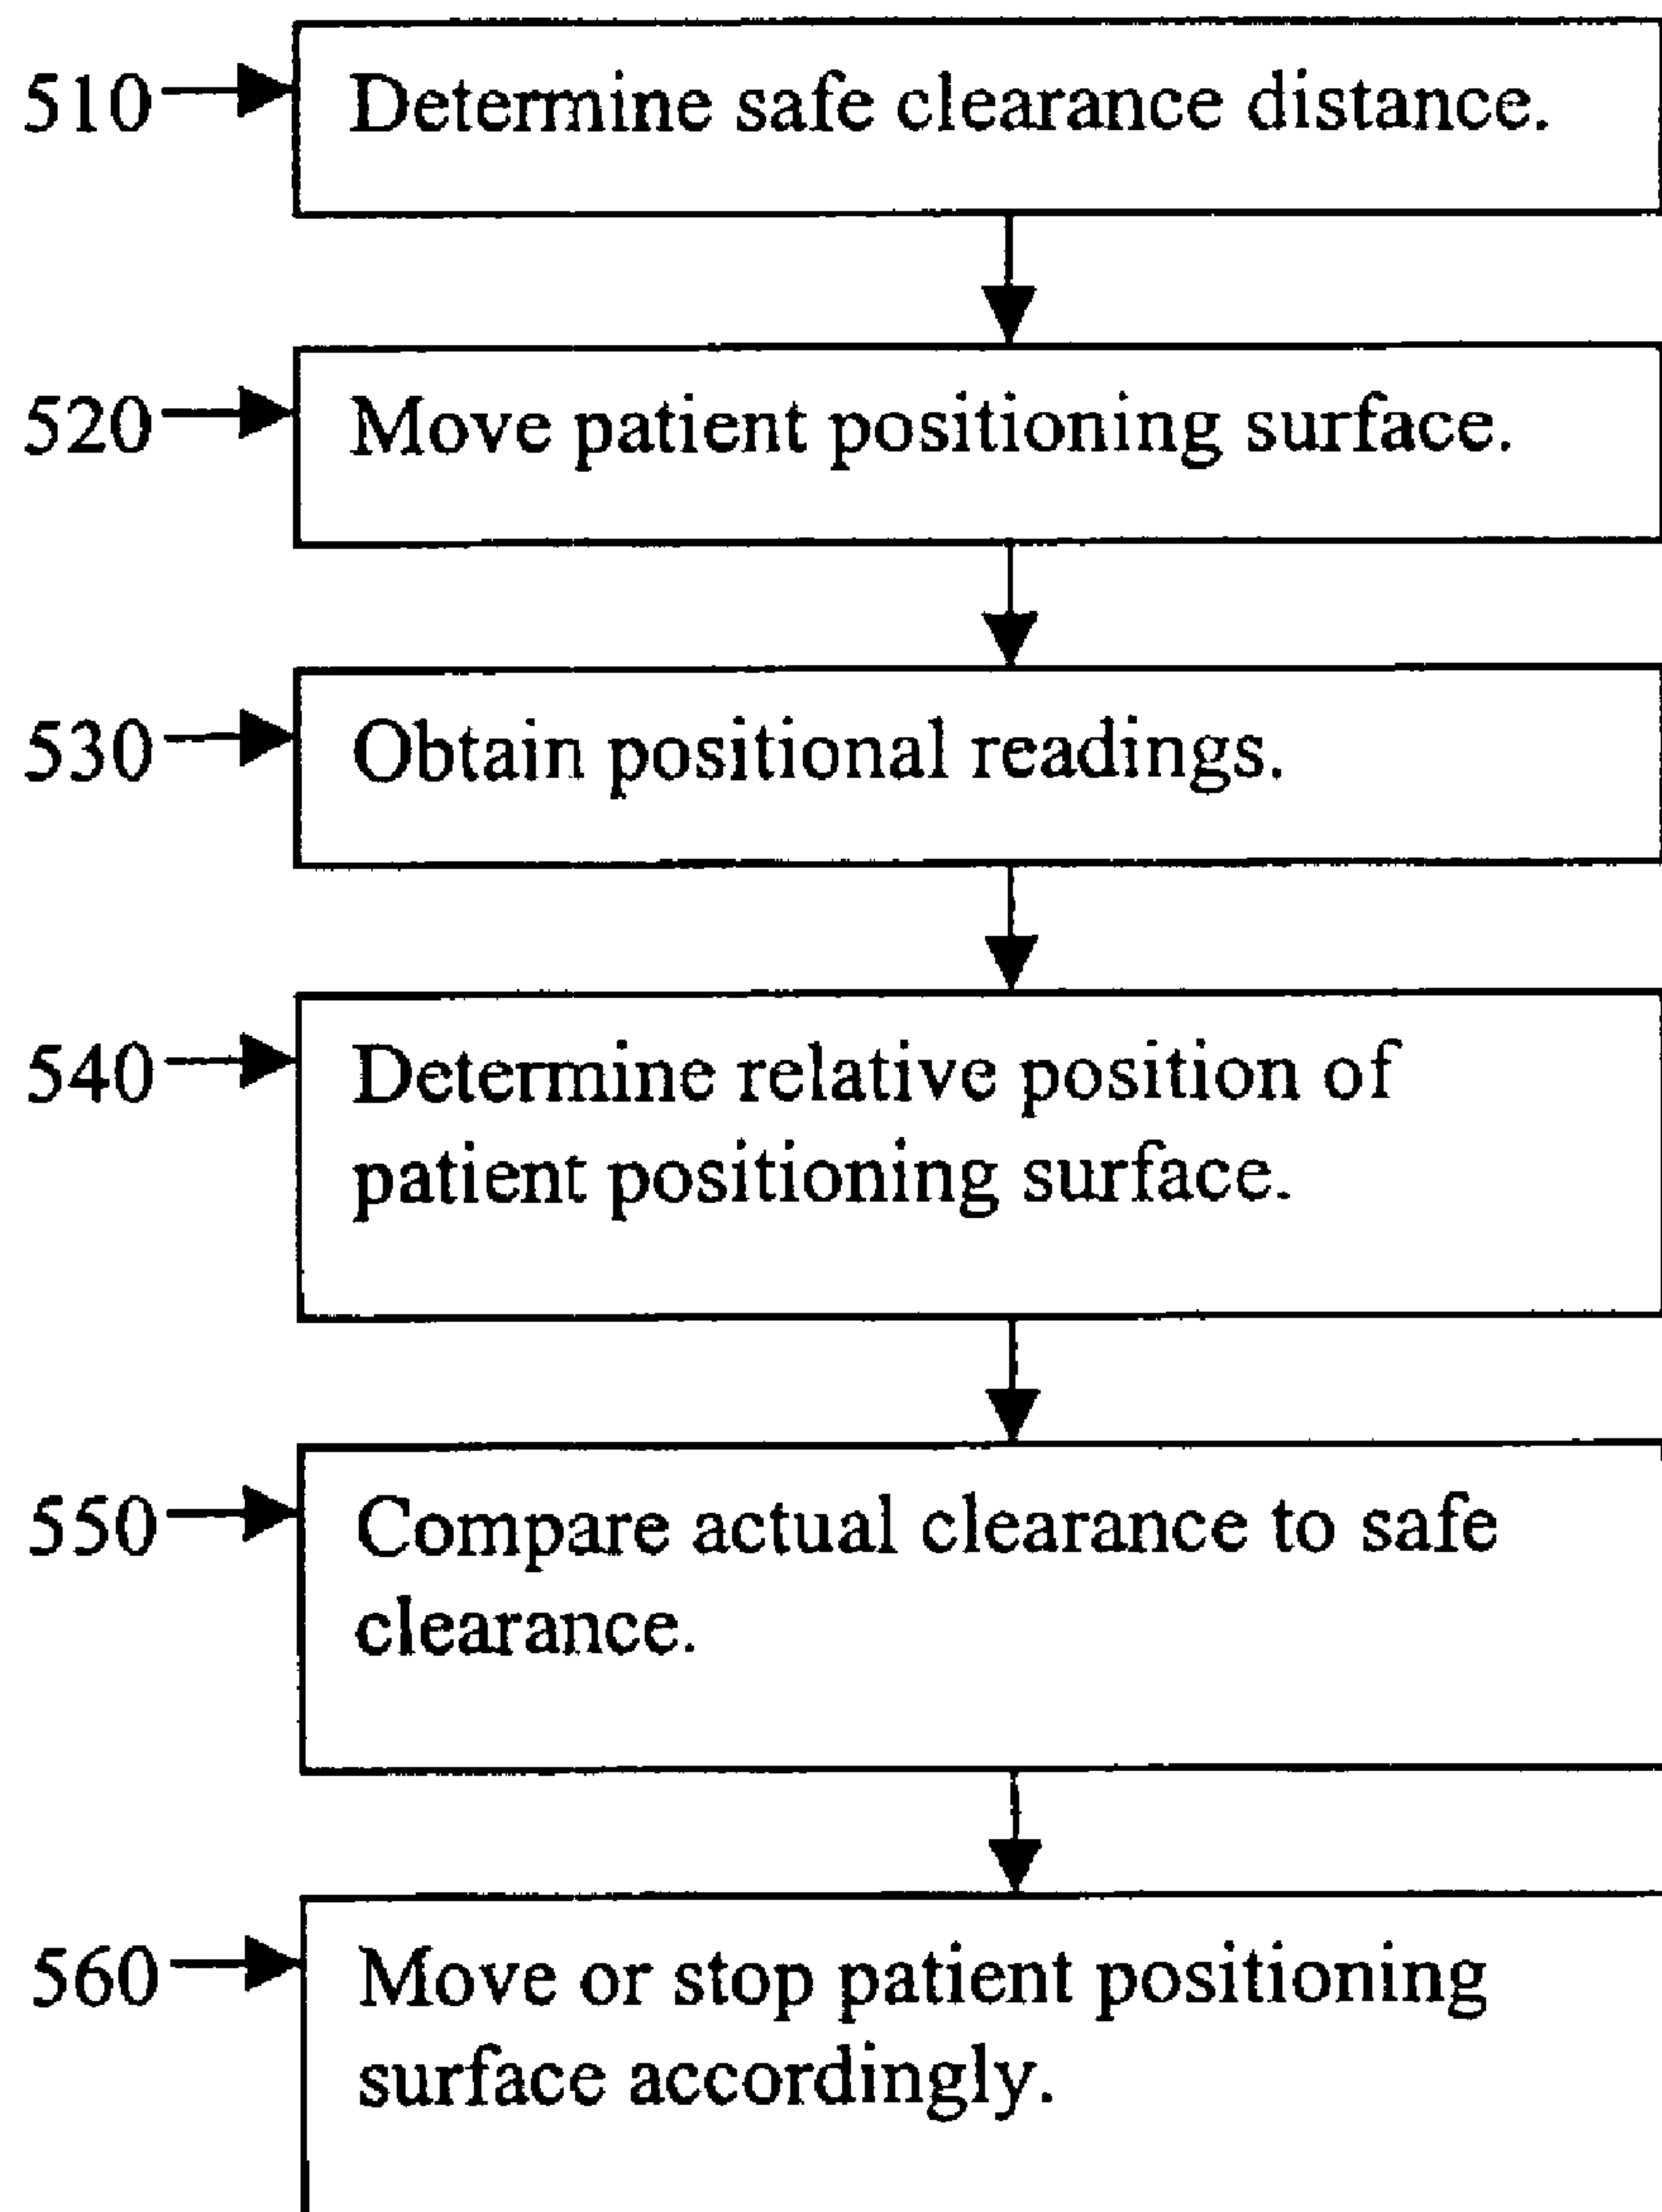 510 Determine safe clearance distance.
520 Move patient positioning surface.
530 Obtain positional readings.
540 Determine relative position of
patient positioning surface.
550 Compare actual clearance to safe
clearance.
560 Move or stop patient positioning
surface accordingly.